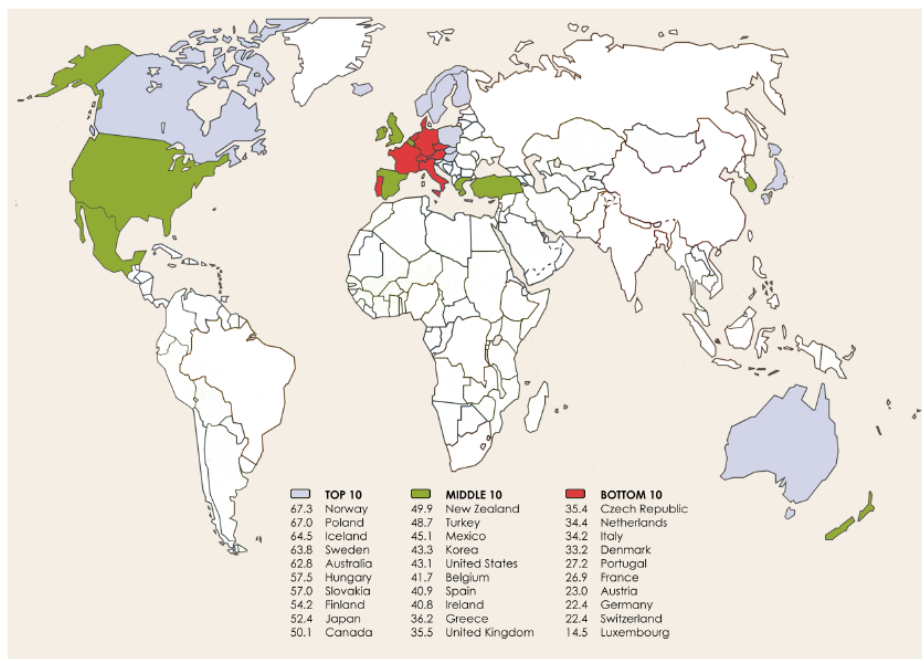 TOP 10
67.3 Norway
67.0 Poland
64.5 Iceland
63.8 Sweden
62.8 Australia
57.5 Hungary
57.0 Slovakia
54.2 Finland
52.4 Japan
50.1 Canada
MIDDLE 10
49.9 New Zealand
48.7 Turkey
45.1 Mexico
43.3 Korea
43.1 United States
41.7 Belgium
40.9 Spain
40.8 Ireland
36.2 Greece
35.5 United Kingdom
BOTTOM 10
35.4 Czech Republic
34.4 Netherlands
34.2 Italy
33.2 Denmark
27.2 Portugal
26.9 France
23.0 Austria
22.4 Germany
22.4 Switzerland
14.5 Luxembourg